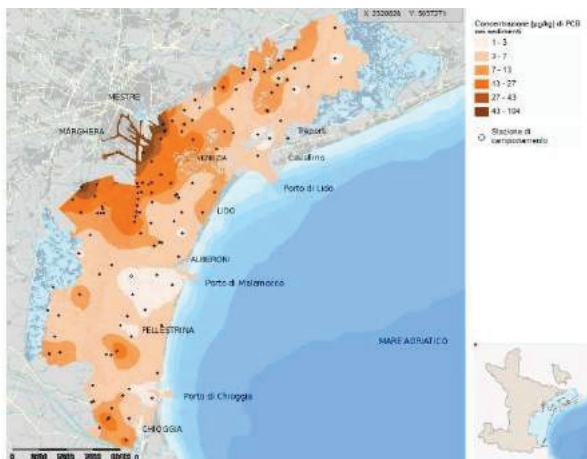 Concentrazione (µg/kg) di PCB
nei sedimenti
1 - 3
3 - 7
7 - 13
13 - 27
27 - 43
43 - 104
Stazione di
campionamento
MESTRE
MARGHERA
VENEZIA
Treporti
Cavallino
Porto di Lido
LIDO
ALBERONI
Porto di Malamocco
PELLESTRINA
MARE ADRIATICO
Porto di Chioggia
CHIOGGIA
0